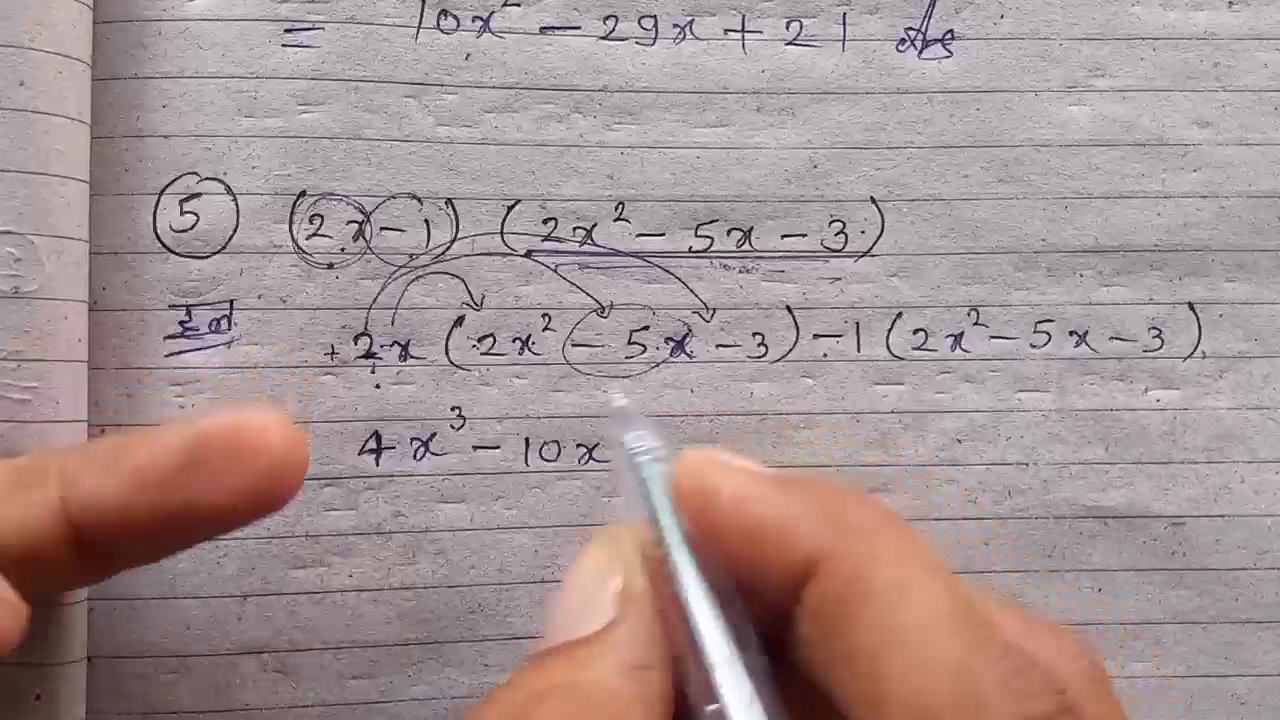 = 10x² - 29x + 21 Ans
5 (2x - 1) (2x² - 5x - 3)
Sol + 2x (2x² - 5x - 3) - 1 (2x² - 5x - 3)
4x³ - 10x